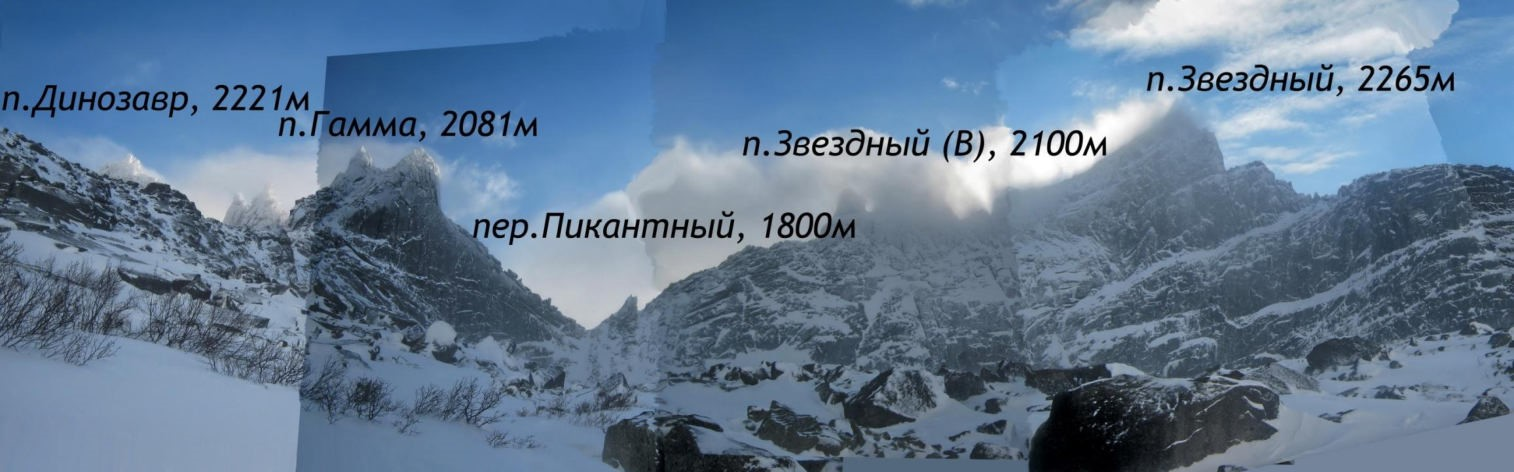 п.Динозавр, 2221м
п.Гамма, 2081м
пер.Пикантный, 1800м
п.Звездный (В), 2100м
п.Звездный, 2265м